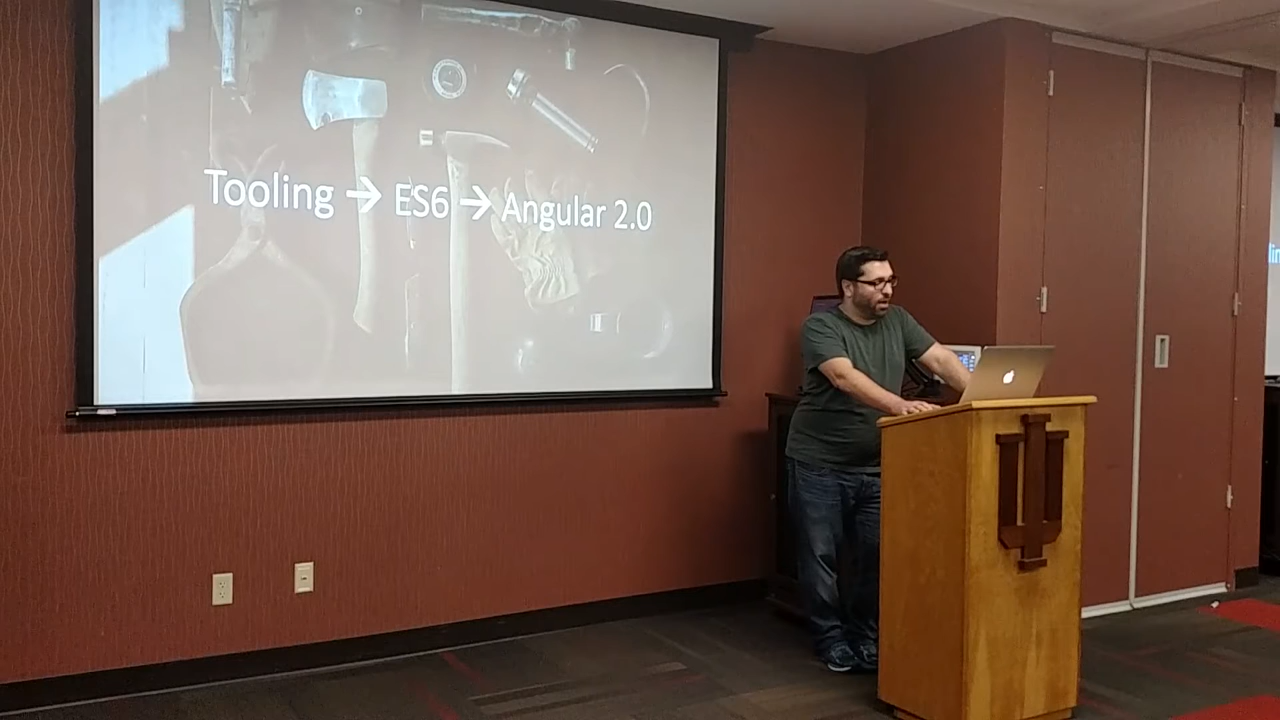 Tooling → ES6 → Angular 2.0